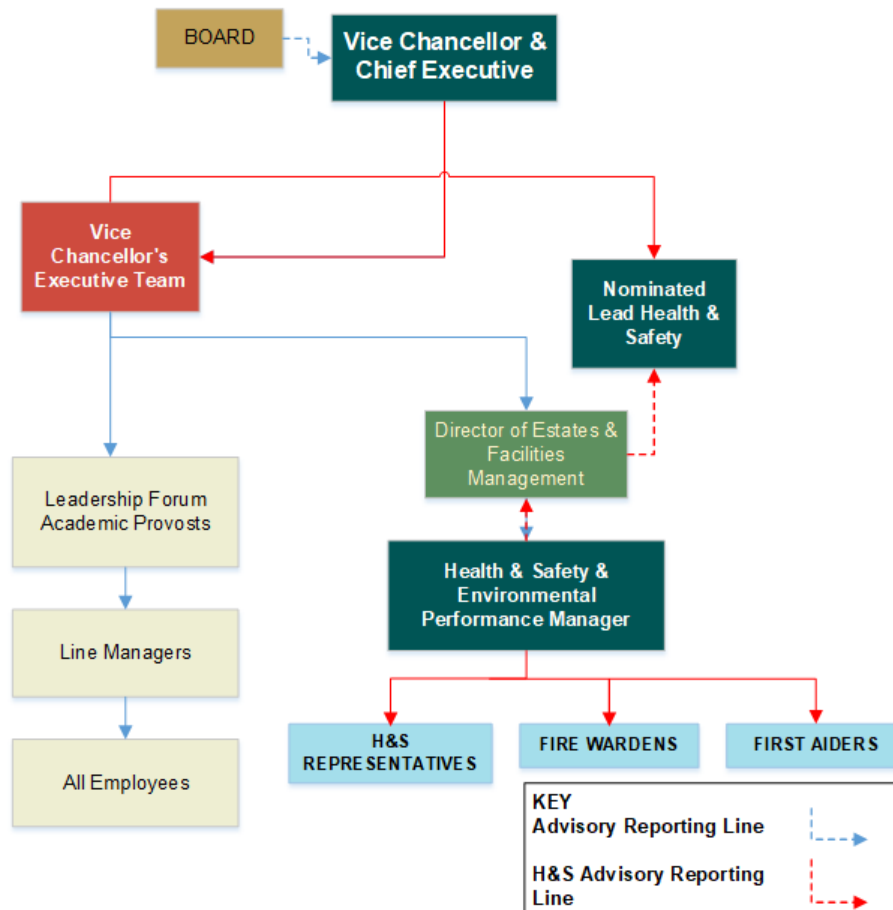 BOARD
Vice Chancellor &
Chief Executive
Vice
Chancellor's
Executive Team
Nominated
Lead Health &
Safety
Director of Estates &
Facilities
Management
Leadership Forum
Academic Provosts
Health & Safety &
Environmental
Performance Manager
Line Managers
H&S
REPRESENTATIVES
FIRE WARDENS
FIRST AIDERS
All Employees
KEY
Advisory Reporting Line
H&S Advisory Reporting
Line